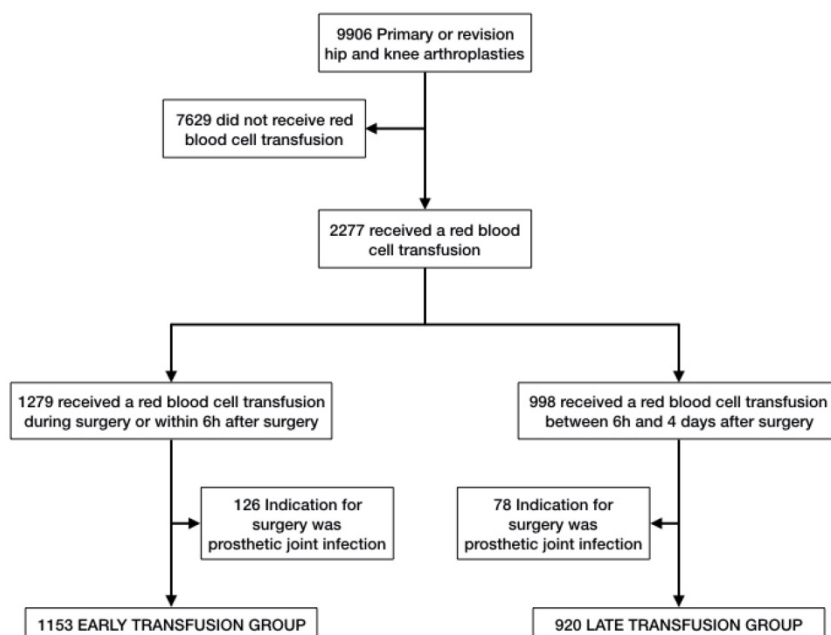 9906 Primary or revision
hip and knee arthroplasties
7629 did not receive red
blood cell transfusion
2277 received a red blood
cell transfusion
1279 received a red blood cell transfusion
during surgery or within 6h after surgery
998 received a red blood cell transfusion
between 6h and 4 days after surgery
126 Indication for
surgery was
prosthetic joint infection
78 Indication for
surgery was
prosthetic joint infection
1153 EARLY TRANSFUSION GROUP
920 LATE TRANSFUSION GROUP